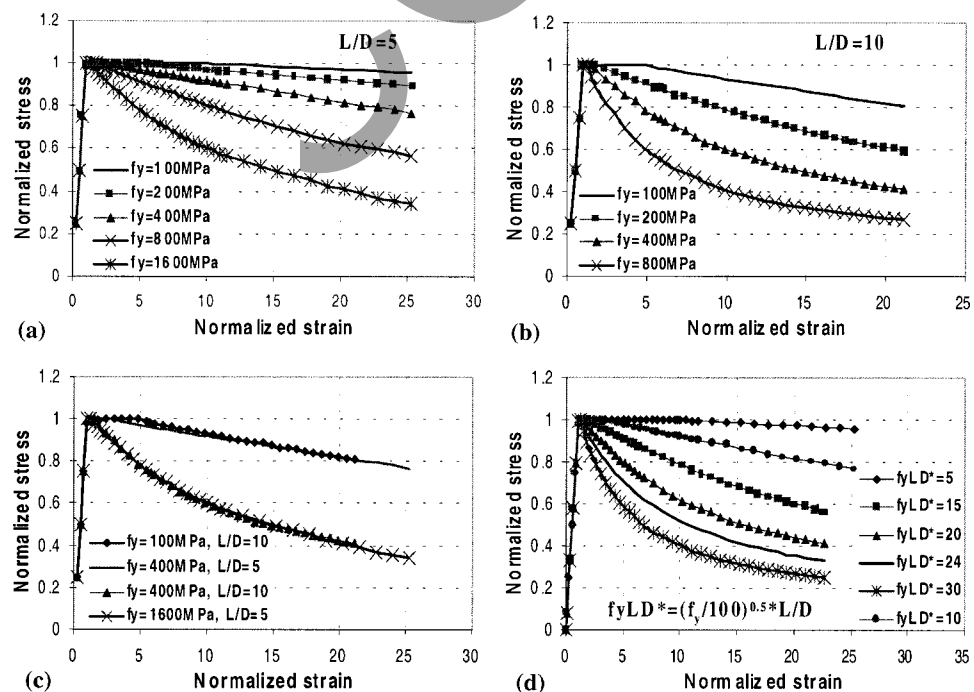 L/D=5
1.2
1
0.8
0.6
0.4
0.2
0
Normalized stress
fy=100MPa
fy=200MPa
fy=400MPa
fy=800MPa
fy=1600MPa
0 5 10 15 20 25 30
Normalized strain
(a)
L/D=10
1.2
1
0.8
0.6
0.4
0.2
0
Normalized stress
fy=100MPa
fy=200MPa
fy=400MPa
fy=800MPa
0 5 10 15 20 25
Normalized strain
(b)
1.2
1
0.8
0.6
0.4
0.2
0
Normalized stress
fy=100MPa, L/D=10
fy=400MPa, L/D=5
fy=400MPa, L/D=10
fy=1600MPa, L/D=5
0 5 10 15 20 25 30
Normalized strain
(c)
1.2
1
0.8
0.6
0.4
0.2
0
Normalized stress
fyLD*=5
fyLD*=15
fyLD*=20
fyLD*=24
fyLD*=30
fyLD*=10
fyLD*=(fy/100)^0.5*L/D
0 5 10 15 20 25 30 35
Normalized strain
(d)